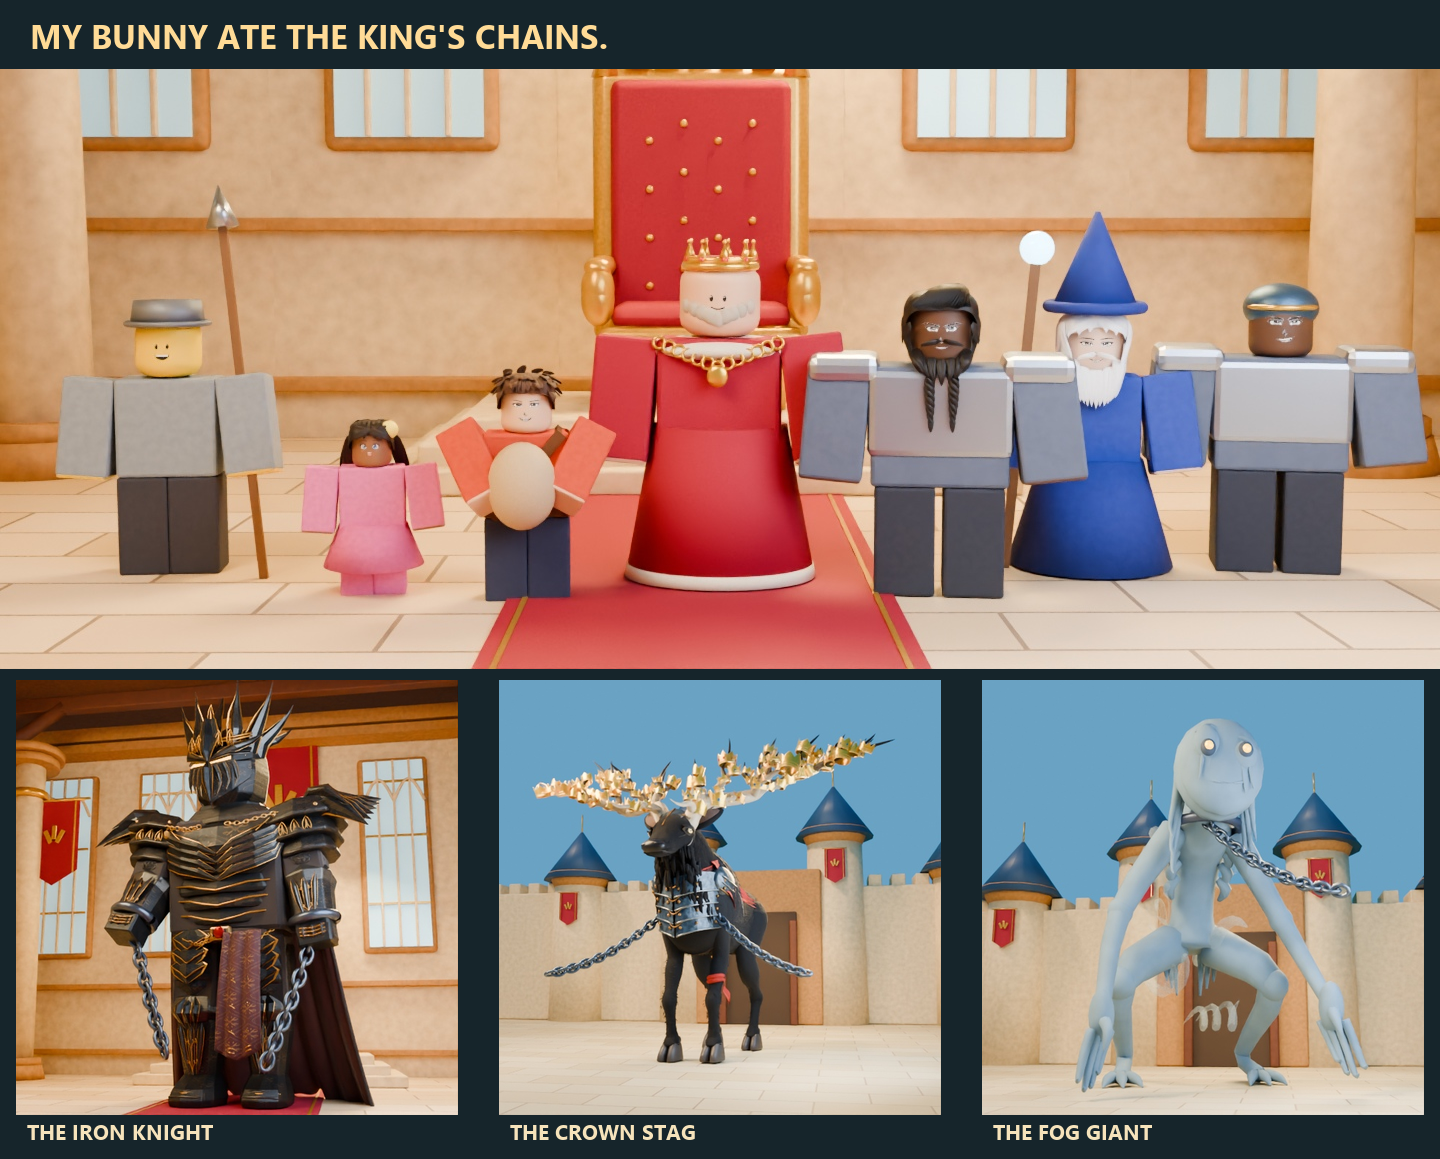 MY BUNNY ATE THE KING'S CHAINS.
THE IRON KNIGHT
THE CROWN STAG
THE FOG GIANT